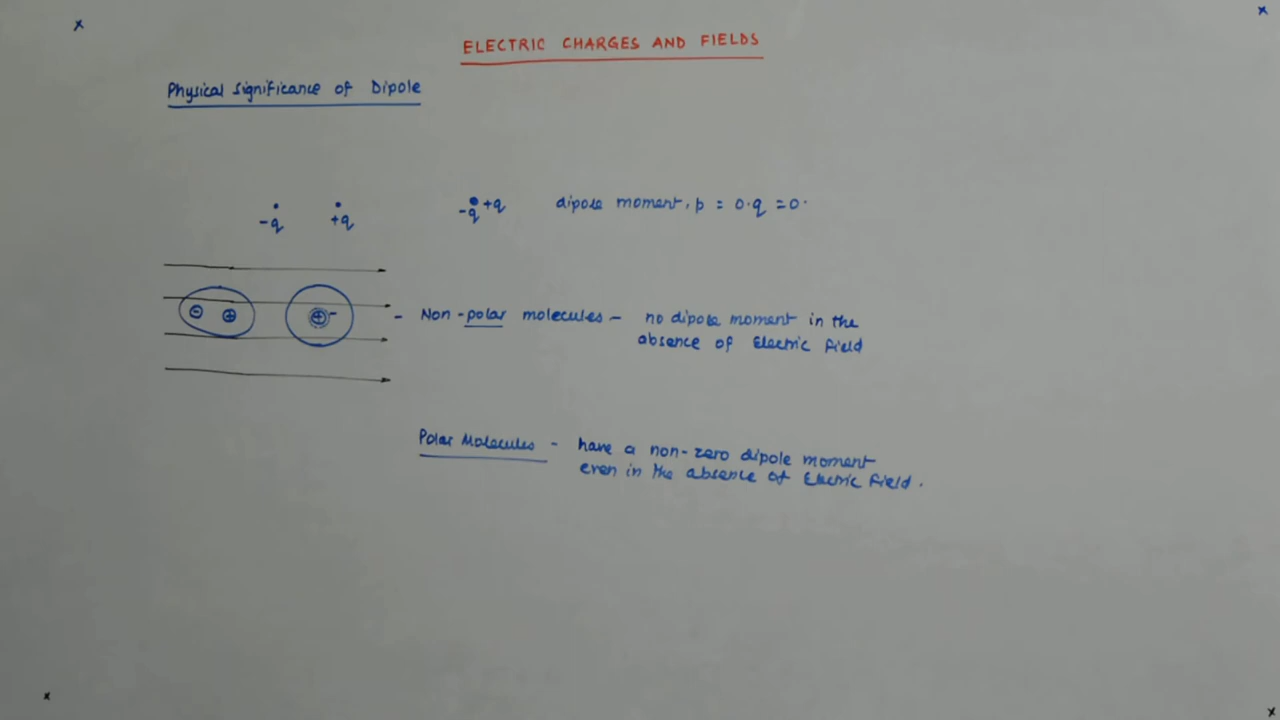 ELECTRIC CHARGES AND FIELDS
Physical Significance of Dipole
-q +q -q +q dipole moment, p = 0.q = 0.
- Non-polar molecules - no dipole moment in the
absence of Electric Field
Polar Molecules - have a non-zero dipole moment
even in the absence of Electric Field.